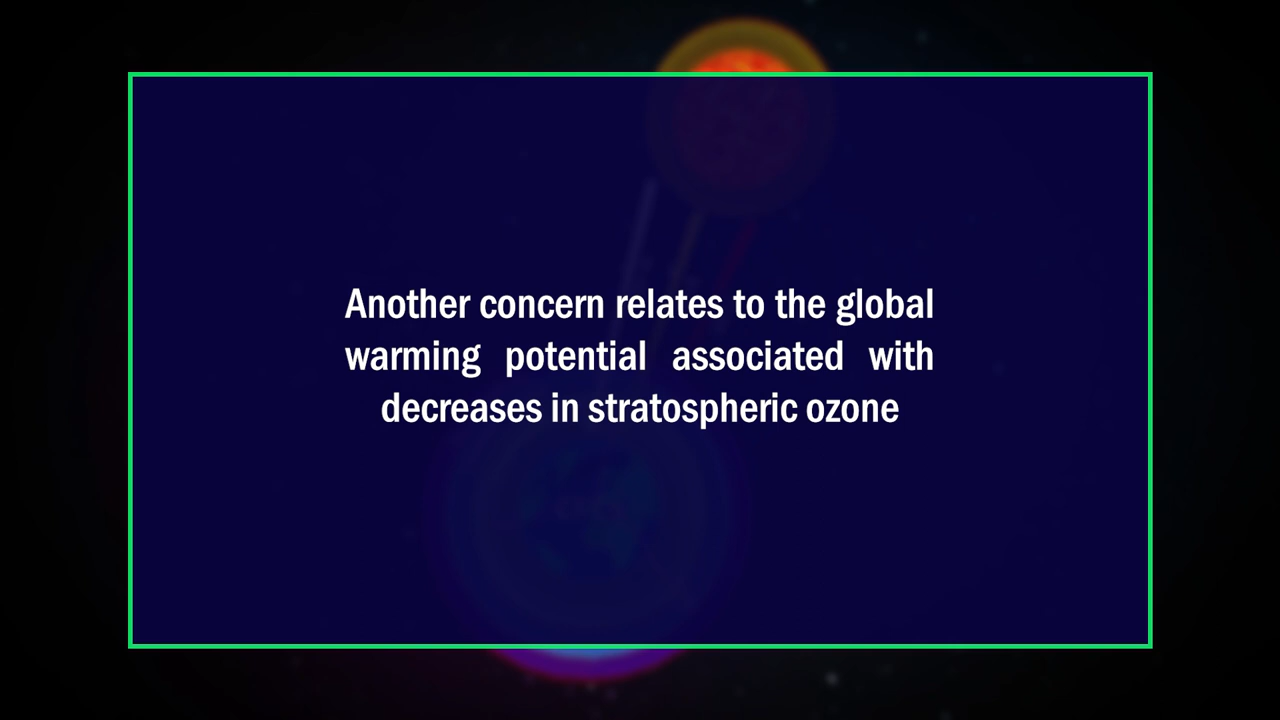 Another concern relates to the global
warming potential associated with
decreases in stratospheric ozone